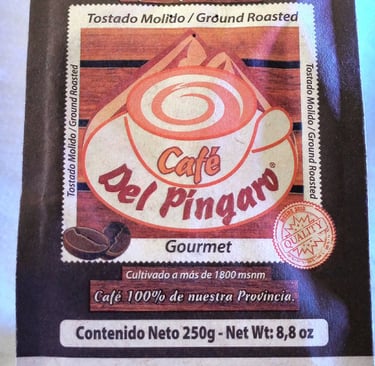 Tostado Molido / Ground Roasted
Tostado Molido / Ground Roasted
Tostado Molido / Ground Roasted
Café
Del Pingaro®
Gourmet
QUALITY
Cultivado a más de 1800 msnm
Café 100% de nuestra Provincia.
Contenido Neto 250g - Net Wt: 8,8 oz